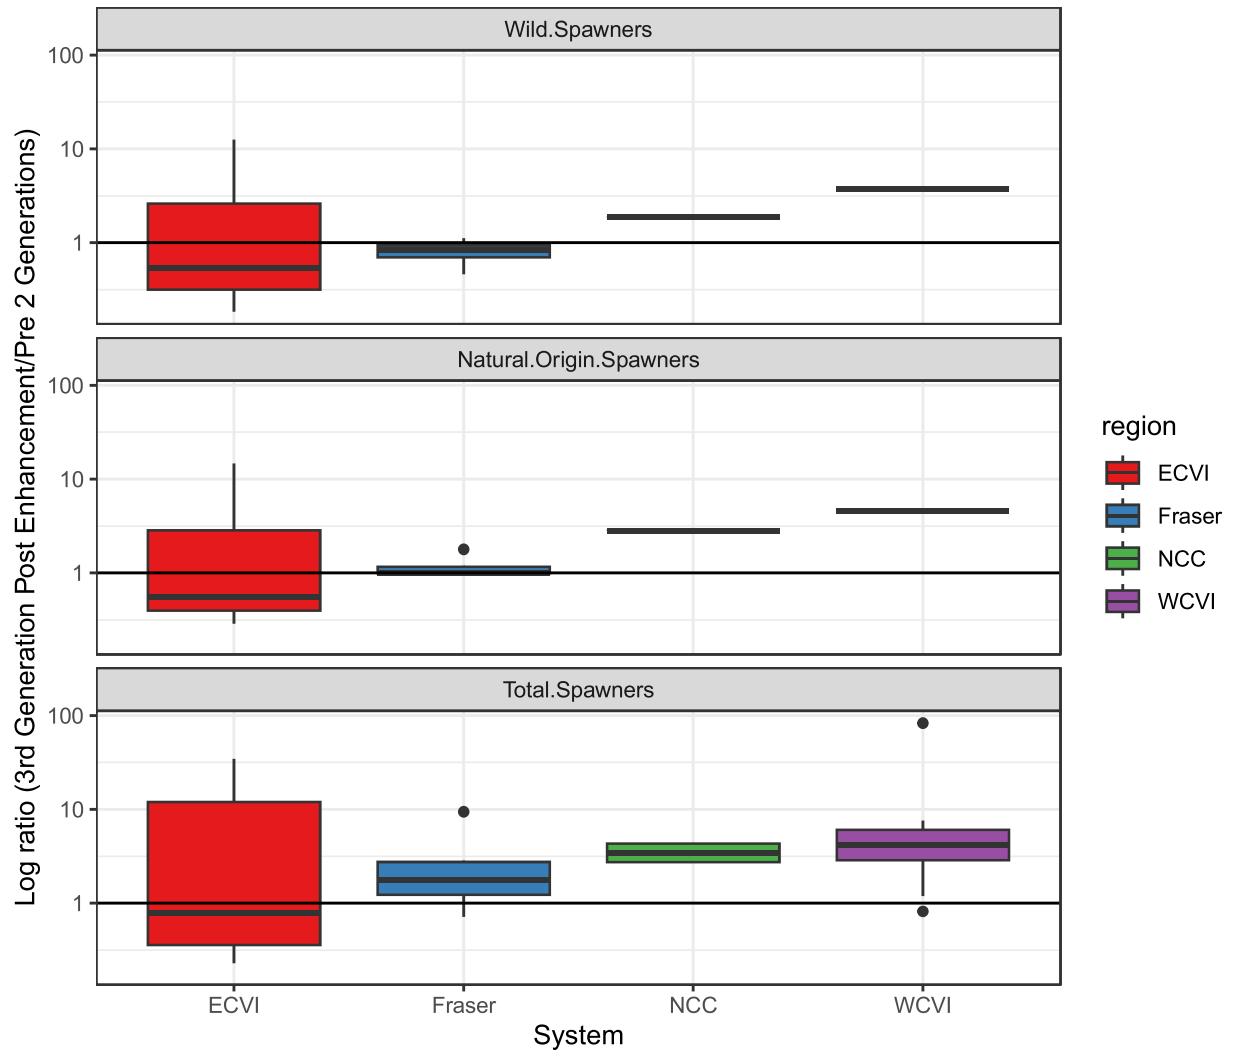 Wild.Spawners
100
10
1
Natural.Origin.Spawners
100
10
1
Total.Spawners
100
10
1
Log ratio (3rd Generation Post Enhancement/Pre 2 Generations)
ECVI
Fraser
NCC
WCVI
System
region
ECVI
Fraser
NCC
WCVI